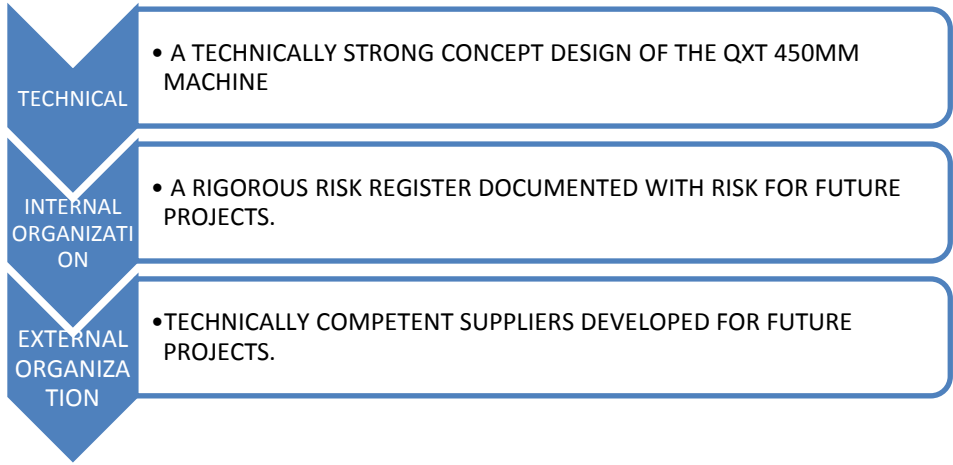 TECHNICAL
• A TECHNICALLY STRONG CONCEPT DESIGN OF THE QXT 450MM
MACHINE
INTERNAL
ORGANIZATI
ON
• A RIGOROUS RISK REGISTER DOCUMENTED WITH RISK FOR FUTURE
PROJECTS.
EXTERNAL
ORGANIZA
TION
•TECHNICALLY COMPETENT SUPPLIERS DEVELOPED FOR FUTURE
PROJECTS.